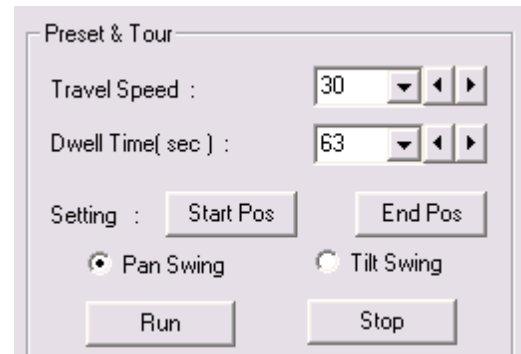 Preset & Tour
Travel Speed : 30
Dwell Time( sec ) : 63
Setting : Start Pos End Pos
Pan Swing Tilt Swing
Run Stop